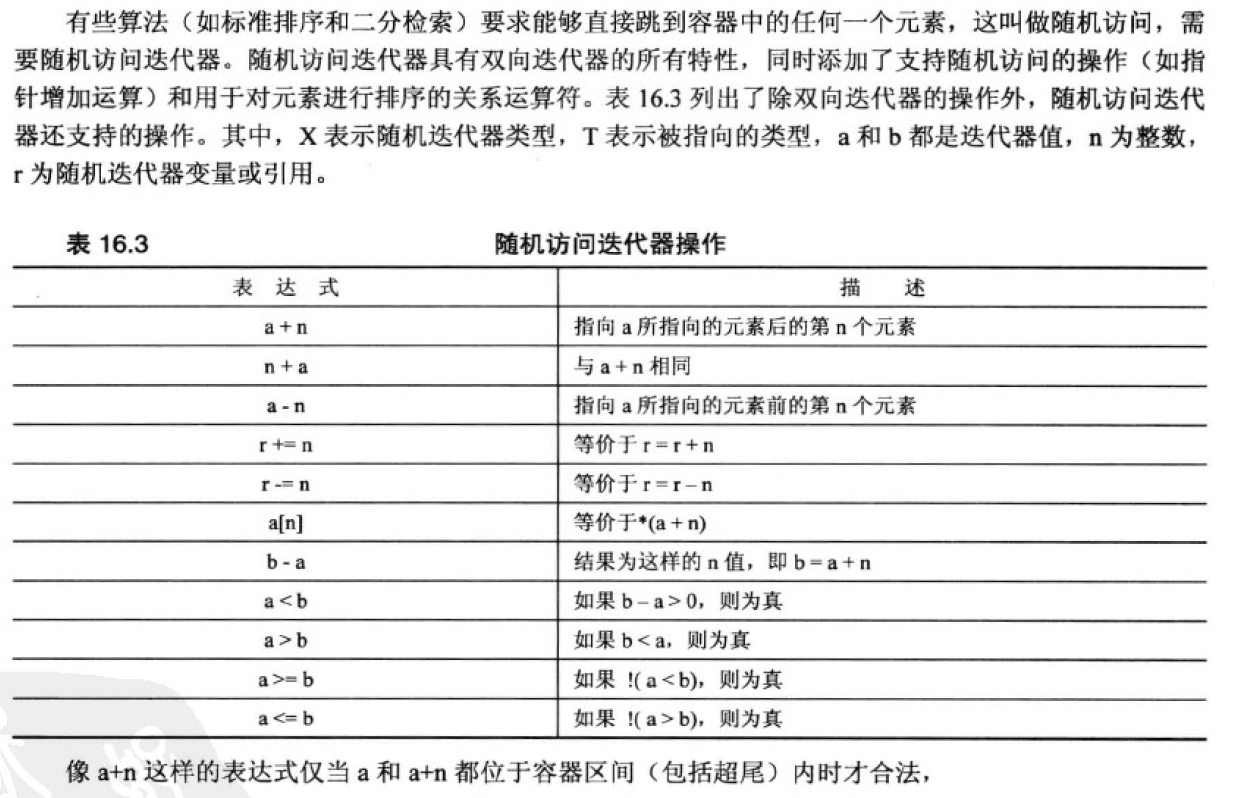 有些算法（如标准排序和二分检索）要求能够直接跳到容器中的任何一个元素，这叫做随机访问，需
要随机访问迭代器。随机访问迭代器具有双向迭代器的所有特性，同时添加了支持随机访问的操作（如指
针增加运算）和用于对元素进行排序的关系运算符。表 16.3 列出了除双向迭代器的操作外，随机访问迭代
器还支持的操作。其中，X 表示随机迭代器类型，T 表示被指向的类型，a 和 b 都是迭代器值，n 为整数，
r 为随机迭代器变量或引用。
表 16.3 随机访问迭代器操作
表 达 式 描 述
a + n 指向 a 所指向的元素后的第 n 个元素
n + a 与 a + n 相同
a - n 指向 a 所指向的元素前的第 n 个元素
r += n 等价于 r = r + n
r -= n 等价于 r = r – n
a[n] 等价于*(a + n)
b - a 结果为这样的 n 值，即 b = a + n
a < b 如果 b – a > 0，则为真
a > b 如果 b < a，则为真
a >= b 如果 !( a < b)，则为真
a <= b 如果 !( a > b)，则为真
像 a+n 这样的表达式仅当 a 和 a+n 都位于容器区间（包括超尾）内时才合法，